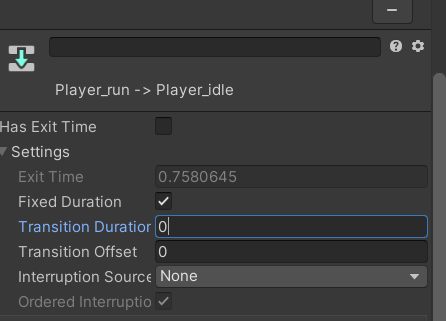 Player_run -> Player_idle
Has Exit Time
Settings
Exit Time 0.7580645
Fixed Duration
Transition Duration 0
Transition Offset 0
Interruption Source None
Ordered Interruptio